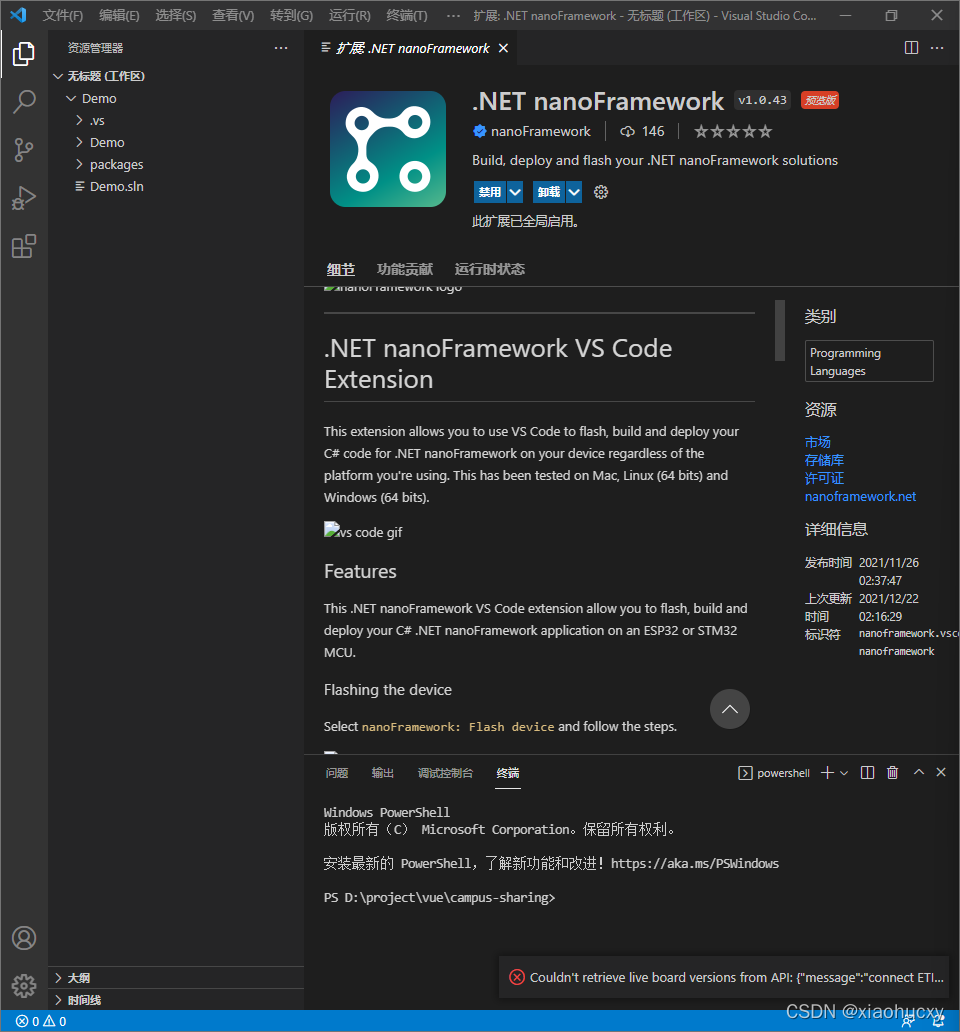 文件(F) 编辑(E) 选择(S) 查看(V) 转到(G) 运行(R) 终端(T) ··· 扩展: .NET nanoFramework - 无标题 (工作区) - Visual Studio Co...
资源管理器 ···
无标题 (工作区)
Demo
.vs
Demo
packages
Demo.sln
大纲
时间线
扩展 .NET nanoFramework
.NET nanoFramework v1.0.43 预览版
nanoFramework 146
Build, deploy and flash your .NET nanoFramework solutions
禁用 卸载
此扩展已全局启用。
细节 功能贡献 运行时状态
nanoFramework logo
.NET nanoFramework VS Code
Extension
This extension allows you to use VS Code to flash, build and deploy your
C# code for .NET nanoFramework on your device regardless of the
platform you're using. This has been tested on Mac, Linux (64 bits) and
Windows (64 bits).
vs code gif
Features
This .NET nanoFramework VS Code extension allow you to flash, build and
deploy your C# .NET nanoFramework application on an ESP32 or STM32
MCU.
Flashing the device
Select nanoFramework: Flash device and follow the steps.
类别
Programming
Languages
资源
市场
存储库
许可证
nanoframework.net
详细信息
发布时间 2021/11/26
02:37:47
上次更新 2021/12/22
时间 02:16:29
标识符 nanoframework.vsc
nanoframework
问题 输出 调试控制台 终端 powershell
Windows PowerShell
版权所有（C） Microsoft Corporation。保留所有权利。
安装最新的 PowerShell，了解新功能和改进！https://aka.ms/PSWindows
PS D:\project\vue\campus-sharing>
Couldn't retrieve live board versions from API: {"message":"connect ETI...
0 0
CSDN @xiaohucxy